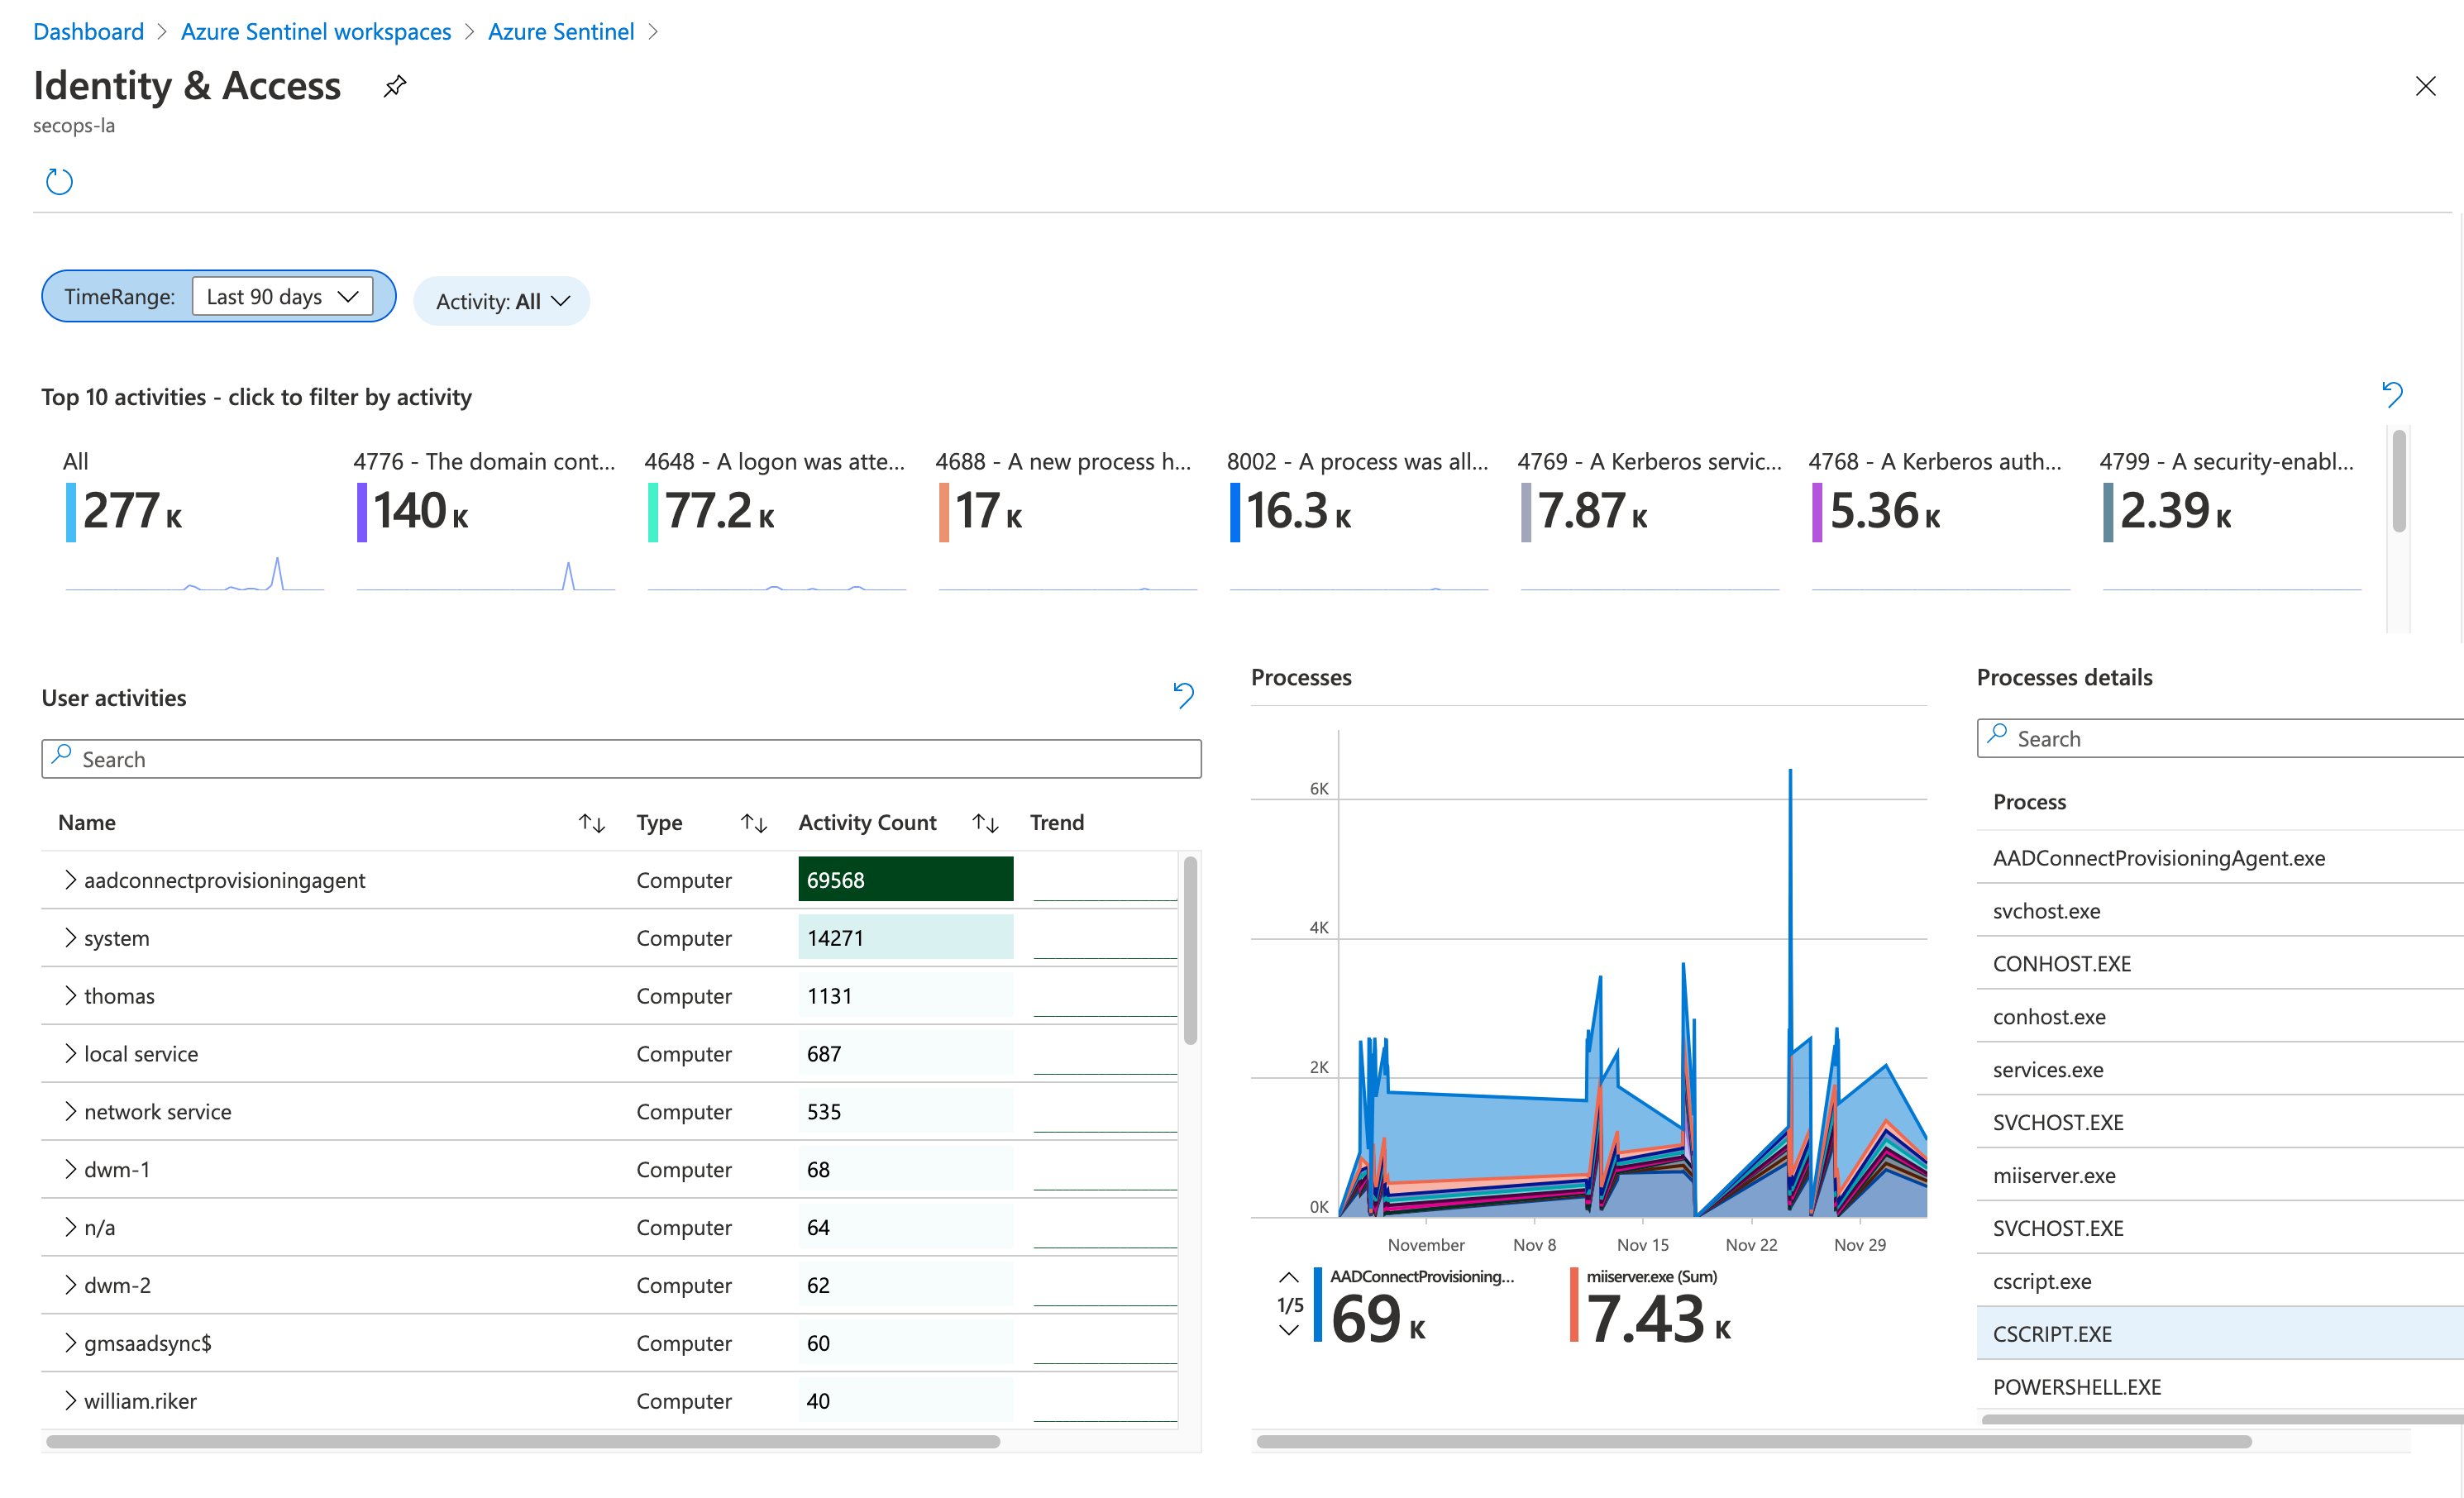 Dashboard > Azure Sentinel workspaces > Azure Sentinel >
Identity & Access
secops-la
TimeRange: Last 90 days
Activity: All
Top 10 activities - click to filter by activity
All
277 K
4776 - The domain cont...
140 K
4648 - A logon was atte...
77.2 K
4688 - A new process h...
17 K
8002 - A process was all...
16.3 K
4769 - A Kerberos servic...
7.87 K
4768 - A Kerberos auth...
5.36 K
4799 - A security-enabl...
2.39 K
User activities
Search
Name Type Activity Count Trend
aadconnectprovisioningagent Computer 69568
system Computer 14271
thomas Computer 1131
local service Computer 687
network service Computer 535
dwm-1 Computer 68
n/a Computer 64
dwm-2 Computer 62
gmsaadsync$ Computer 60
william.riker Computer 40
Processes
6K
4K
2K
0K
November Nov 8 Nov 15 Nov 22 Nov 29
1/5
AADConnectProvisioning...
69 K
miiserver.exe (Sum)
7.43 K
Processes details
Search
Process
AADConnectProvisioningAgent.exe
svchost.exe
CONHOST.EXE
conhost.exe
services.exe
SVCHOST.EXE
miiserver.exe
SVCHOST.EXE
cscript.exe
CSCRIPT.EXE
POWERSHELL.EXE